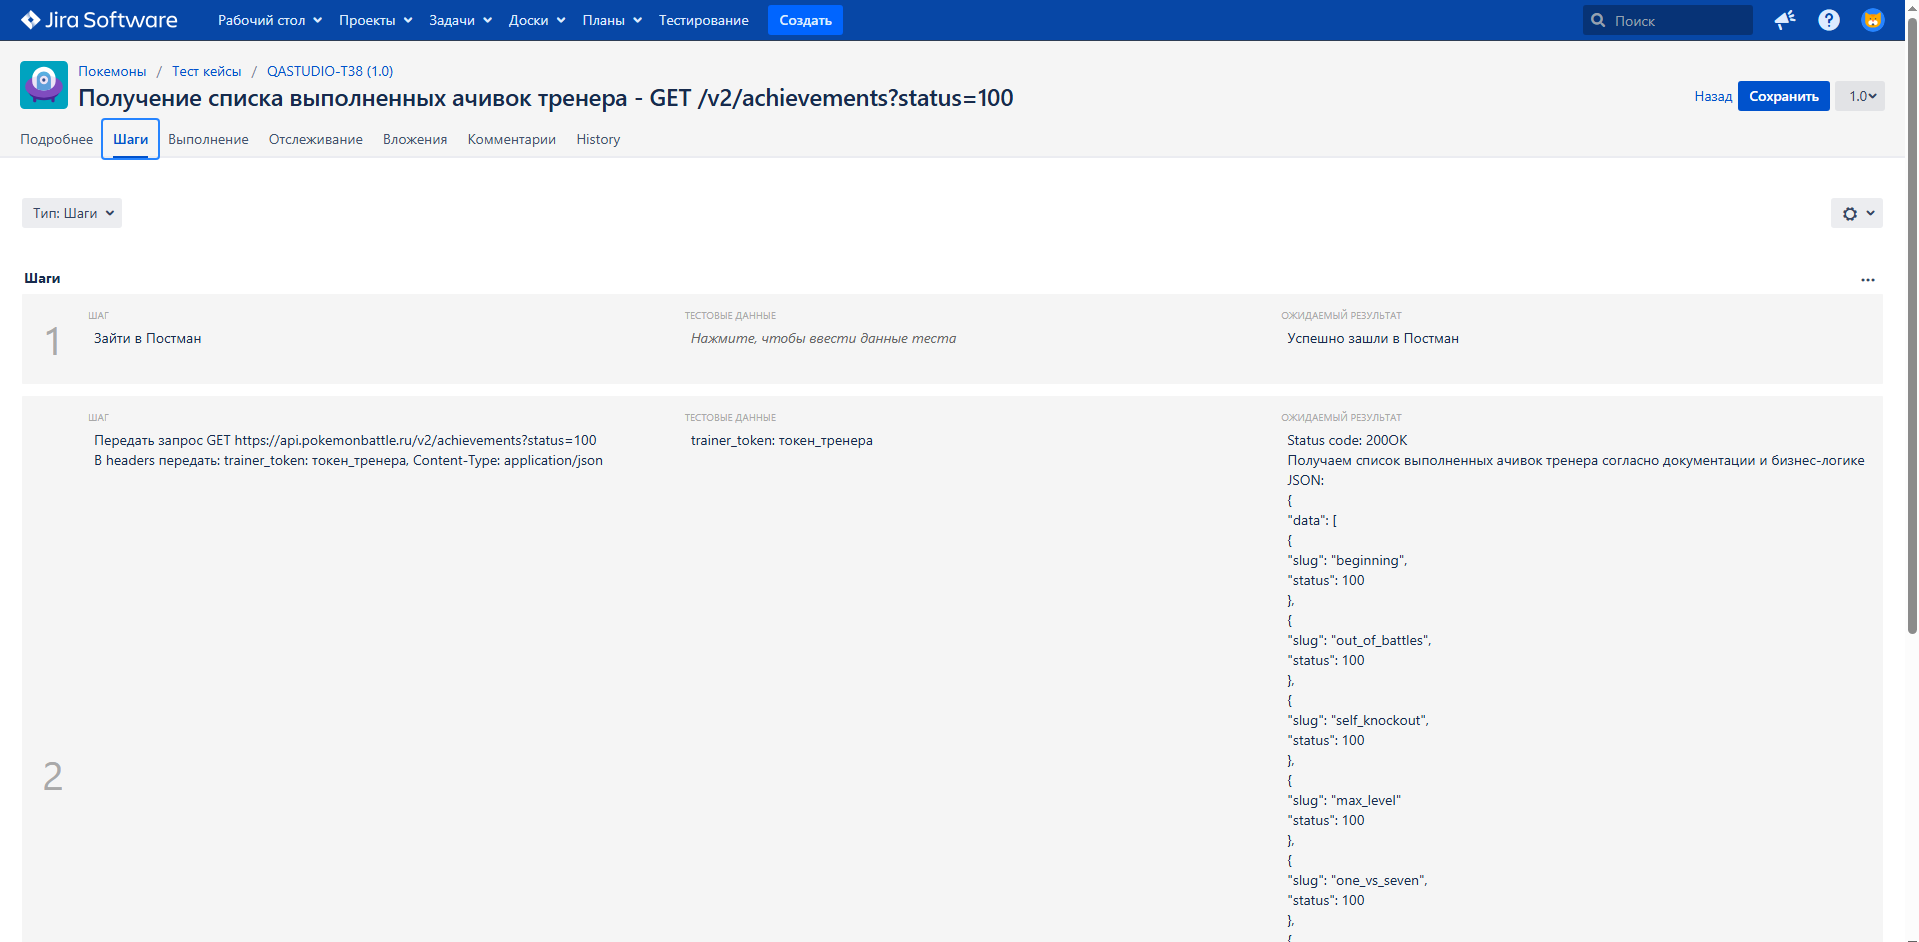 Jira Software
Рабочий стол Проекты Задачи Доски Планы Тестирование Создать Поиск
Покемоны / Тест кейсы / QASTUDIO-T38 (1.0)
Получение списка выполненных ачивок тренера - GET /v2/achievements?status=100
Назад Сохранить 1.0
Подробнее Шаги Выполнение Отслеживание Вложения Комментарии History
Тип: Шаги
Шаги
1
ШАГ
Зайти в Постман
ТЕСТОВЫЕ ДАННЫЕ
Нажмите, чтобы ввести данные теста
ОЖИДАЕМЫЙ РЕЗУЛЬТАТ
Успешно зашли в Постман
2
ШАГ
Передать запрос GET https://api.pokemonbattle.ru/v2/achievements?status=100
В headers передать: trainer_token: токен_тренера, Content-Type: application/json
ТЕСТОВЫЕ ДАННЫЕ
trainer_token: токен_тренера
ОЖИДАЕМЫЙ РЕЗУЛЬТАТ
Status code: 200OK
Получаем список выполненных ачивок тренера согласно документации и бизнес-логике
JSON:
{
"data": [
{
"slug": "beginning",
"status": 100
},
{
"slug": "out_of_battles",
"status": 100
},
{
"slug": "self_knockout",
"status": 100
},
{
"slug": "max_level"
"status": 100
},
{
"slug": "one_vs_seven",
"status": 100
},
{